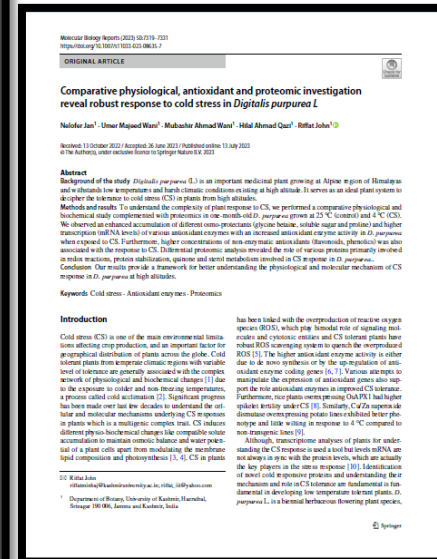 Molecular Biology Reports (2023) 50:7319–7331
https://doi.org/10.1007/s11033-023-08635-7
ORIGINAL ARTICLE
Comparative physiological, antioxidant and proteomic investigation
reveal robust response to cold stress in Digitalis purpurea L
Nelofer Jan¹ · Umer Majeed Wani¹ · Mubashir Ahmad Wani¹ · Hilal Ahmad Qazi¹ · Riffat John¹
Received: 13 October 2022 / Accepted: 26 June 2023 / Published online: 13 July 2023
© The Author(s), under exclusive licence to Springer Nature B.V. 2023
Abstract
Background of the study Digitalis purpurea (L.) is an important medicinal plant growing at Alpine region of Himalayas
and withstands low temperatures and harsh climatic conditions existing at high altitude. It serves as an ideal plant system to
decipher the tolerance to cold stress (CS) in plants from high altitudes.
Methods and results To understand the complexity of plant response to CS, we performed a comparative physiological and
biochemical study complemented with proteomics in one-month-old D. purpurea grown at 25 °C (control) and 4 °C (CS).
We observed an enhanced accumulation of different osmo-protectants (glycine betaine, soluble sugar and proline) and higher
transcription (mRNA levels) of various antioxidant enzymes with an increased antioxidant enzyme activity in D. purpurea
when exposed to CS. Furthermore, higher concentrations of non-enzymatic antioxidants (flavonoids, phenolics) was also
associated with the response to CS. Differential proteomic analysis revealed the role of various proteins primarily involved
in redox reactions, protein stabilization, quinone and sterol metabolism involved in CS response in D. purpurea..
Conclusion Our results provide a framework for better understanding the physiological and molecular mechanism of CS
response in D. purpurea at high altitudes.
Keywords Cold stress · Antioxidant enzymes · Proteomics
Introduction
Cold stress (CS) is one of the main environmental limita-
tions affecting crop production, and an important factor for
geographical distribution of plants across the globe. Cold
tolerant plants from temperate climatic regions with variable
level of tolerance are generally associated with the complex
network of physiological and biochemical changes [1] due
to the exposure to colder and non-freezing temperatures,
a process called cold acclimation [2]. Significant progress
has been made over last few decades to understand the cel-
lular and molecular mechanisms underlying CS responses
in plants which is a multigenic complex trait. CS induces
different physio-biochemical changes like compatible solute
accumulation to maintain osmotic balance and water poten-
tial of a plant cells apart from modulating the membrane
lipid composition and photosynthesis [3, 4]. CS in plants
Riffat John
riffatmiohn@kashmiruniversity.ac.in; riffat_iit@yahoo.com
1 Department of Botany, University of Kashmir, Hazratbal,
Srinagar 190 006, Jammu and Kashmir, India
has been linked with the overproduction of reactive oxygen
species (ROS), which play bimodal role of signaling mol-
ecules and cytotoxic entities and CS tolerant plants have
robust ROS scavenging system to quench the overproduced
ROS [5]. The higher antioxidant enzyme activity is either
due to de novo synthesis or by the up-regulation of anti-
oxidant enzyme coding genes [6, 7]. Various attempts to
manipulate the expression of antioxidant genes also sup-
port the role antioxidant enzymes in improved CS tolerance.
Furthermore, rice plants overexpressing OsAPX1 had higher
spikelet fertility under CS [8]. Similarly, Cu/Zn superoxide
dismutase overexpressing potato lines exhibited better phe-
notype and little wilting in response to 4 °C compared to
non-transgenic lines [9].
Although, transcriptome analyses of plants for under-
standing the CS response is used a tool but levels mRNA are
not always in sync with the protein levels, which are actually
the key players in the stress response [10]. Identification
of novel cold responsive proteins and understanding their
mechanism and role in CS tolerance are fundamental is fun-
damental in developing low temperature tolerant plants. D.
purpurea L. is a biennial herbaceous flowering plant species,
Springer